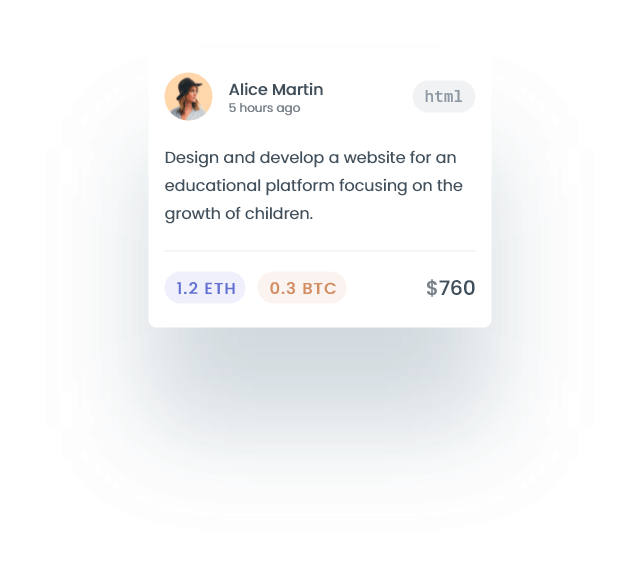 Alice Martin
5 hours ago
html
Design and develop a website for an
educational platform focusing on the
growth of children.
1.2 ETH
0.3 BTC
$760